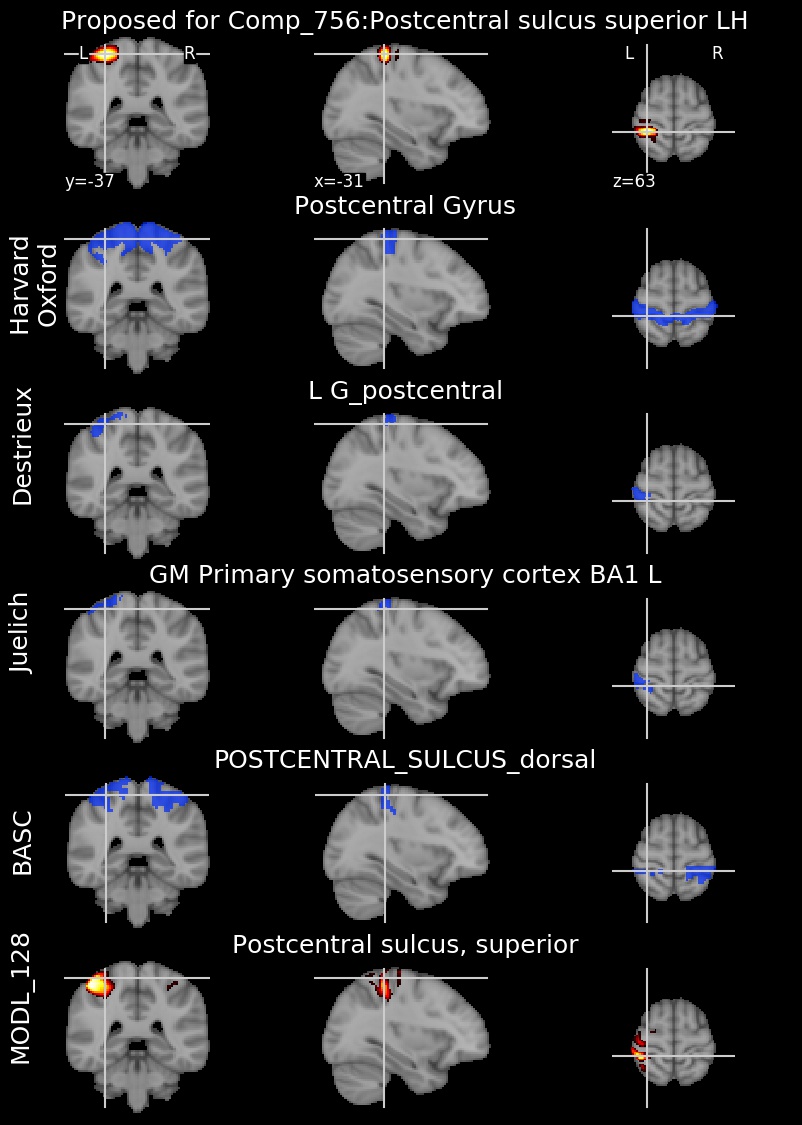 Proposed for Comp_756:Postcentral sulcus superior LH
L R
L R
y=-37
x=-31
z=63
Postcentral Gyrus
Harvard
Oxford
L G_postcentral
Destrieux
GM Primary somatosensory cortex BA1 L
Juelich
POSTCENTRAL_SULCUS_dorsal
BASC
Postcentral sulcus, superior
MODL_128